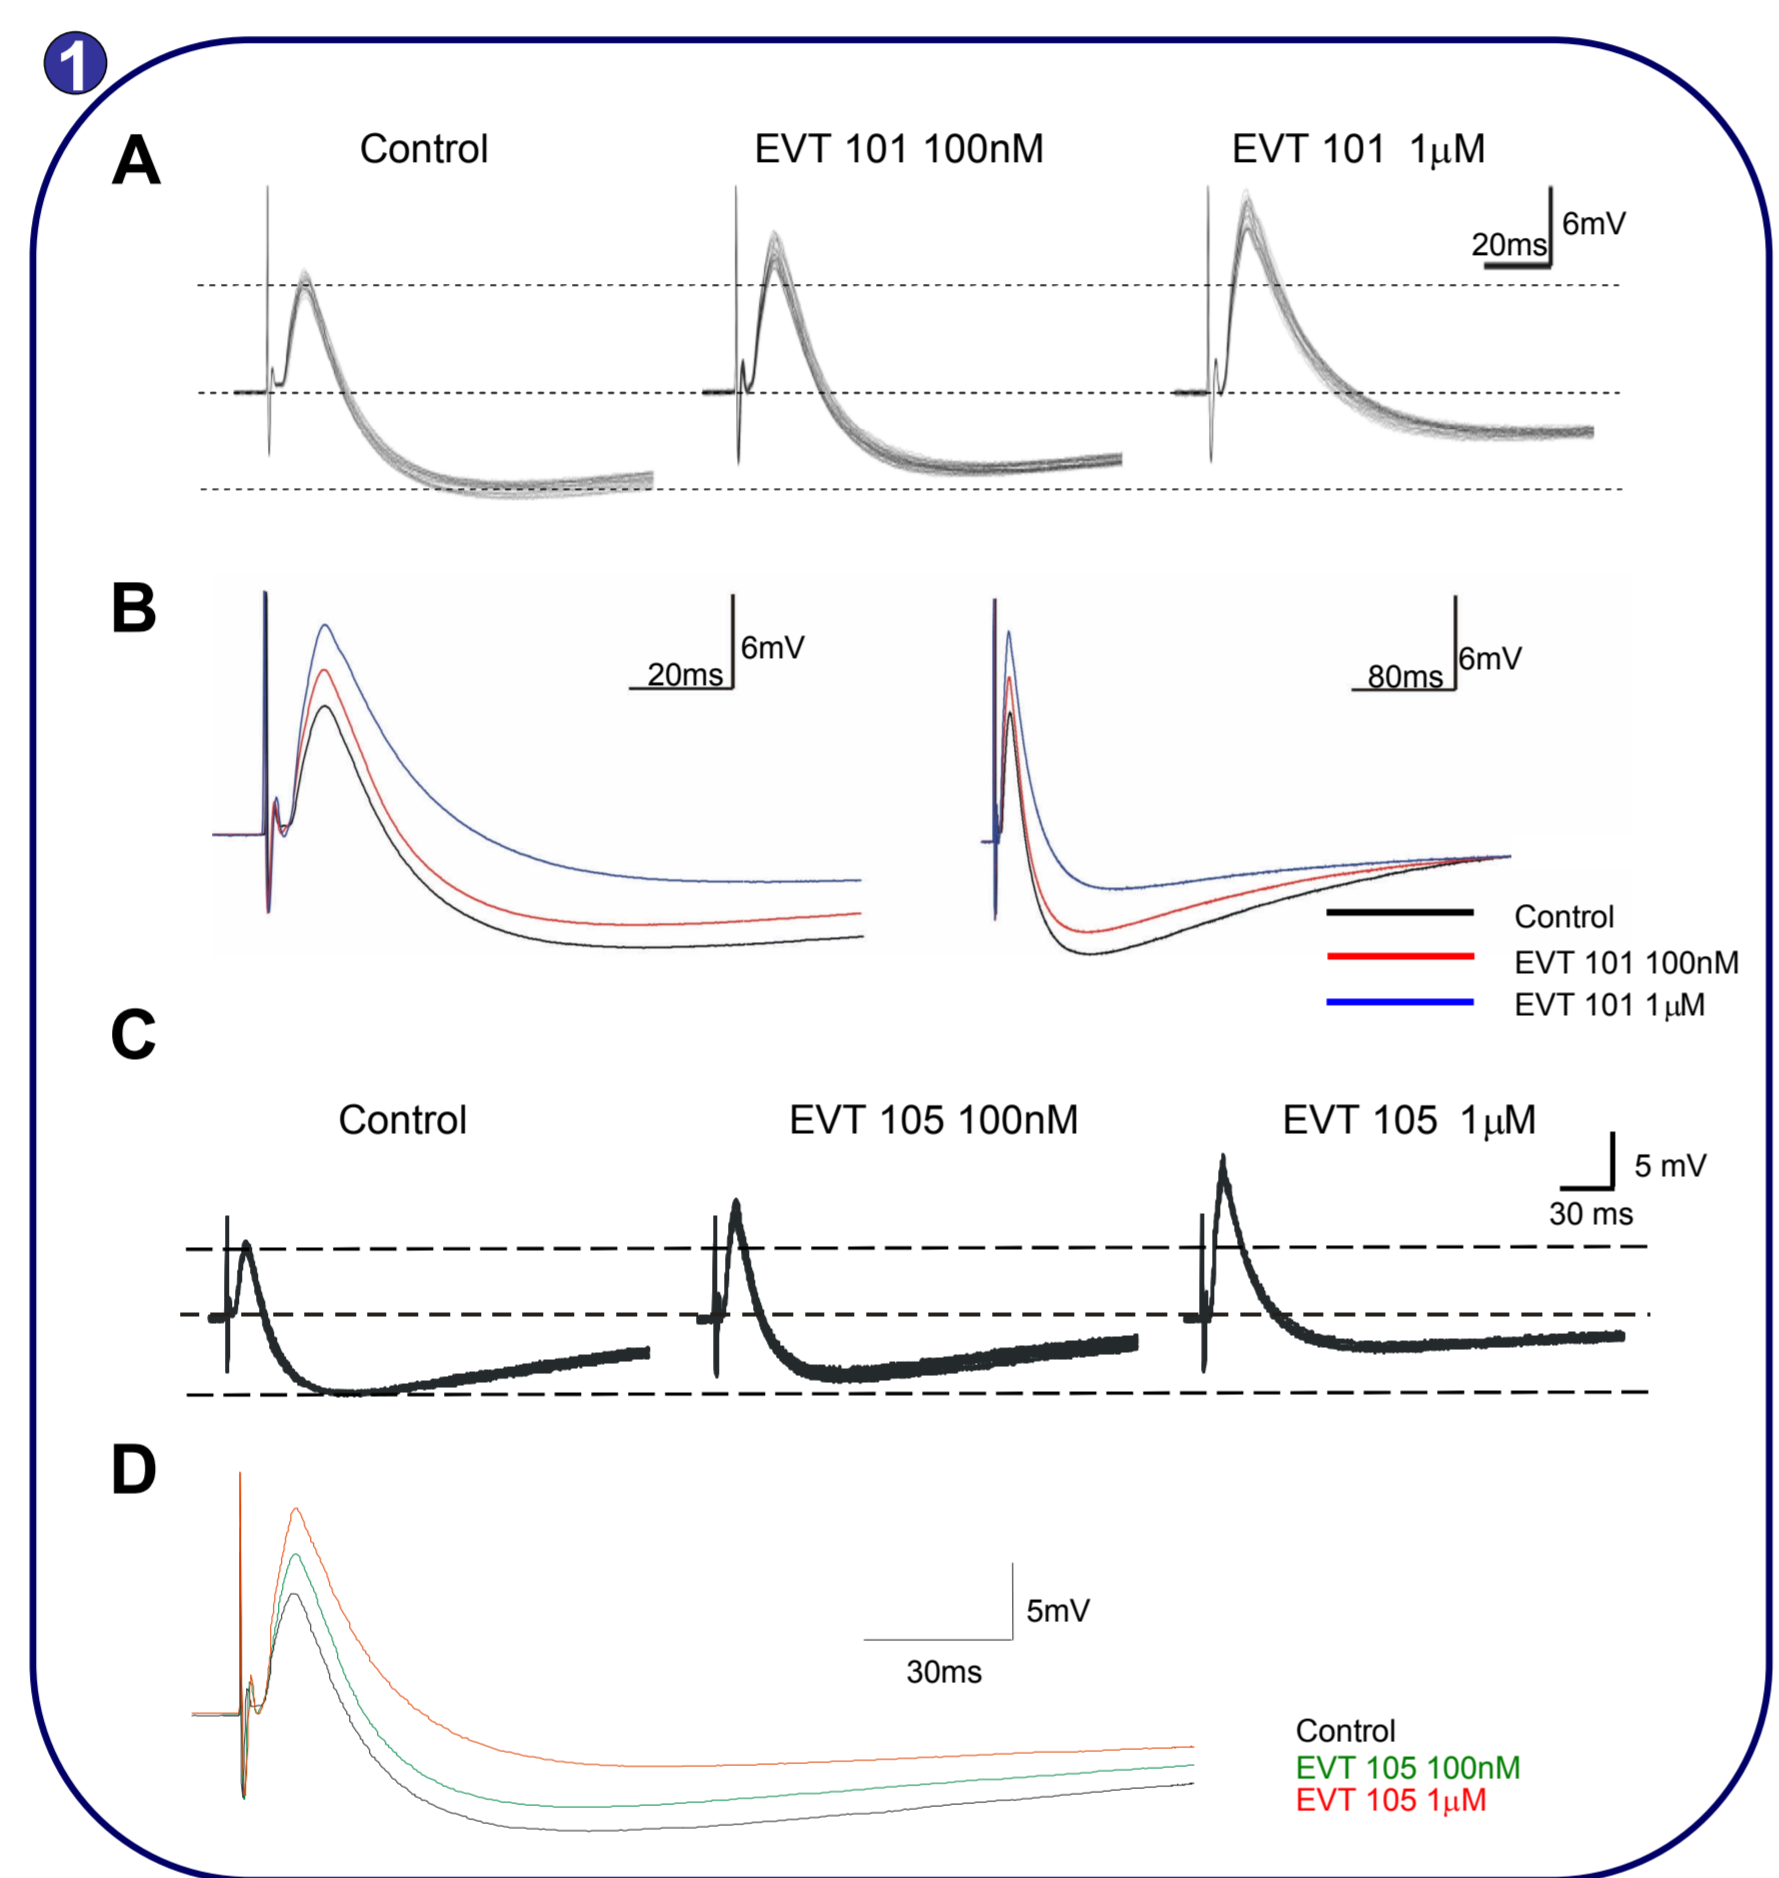 1
A
Control EVT 101 100nM EVT 101 1μM
6mV
20ms
B
6mV
20ms
6mV
80ms
Control
EVT 101 100nM
EVT 101 1μM
C
Control EVT 105 100nM EVT 105 1μM
5 mV
30 ms
D
5mV
30ms
Control
EVT 105 100nM
EVT 105 1μM